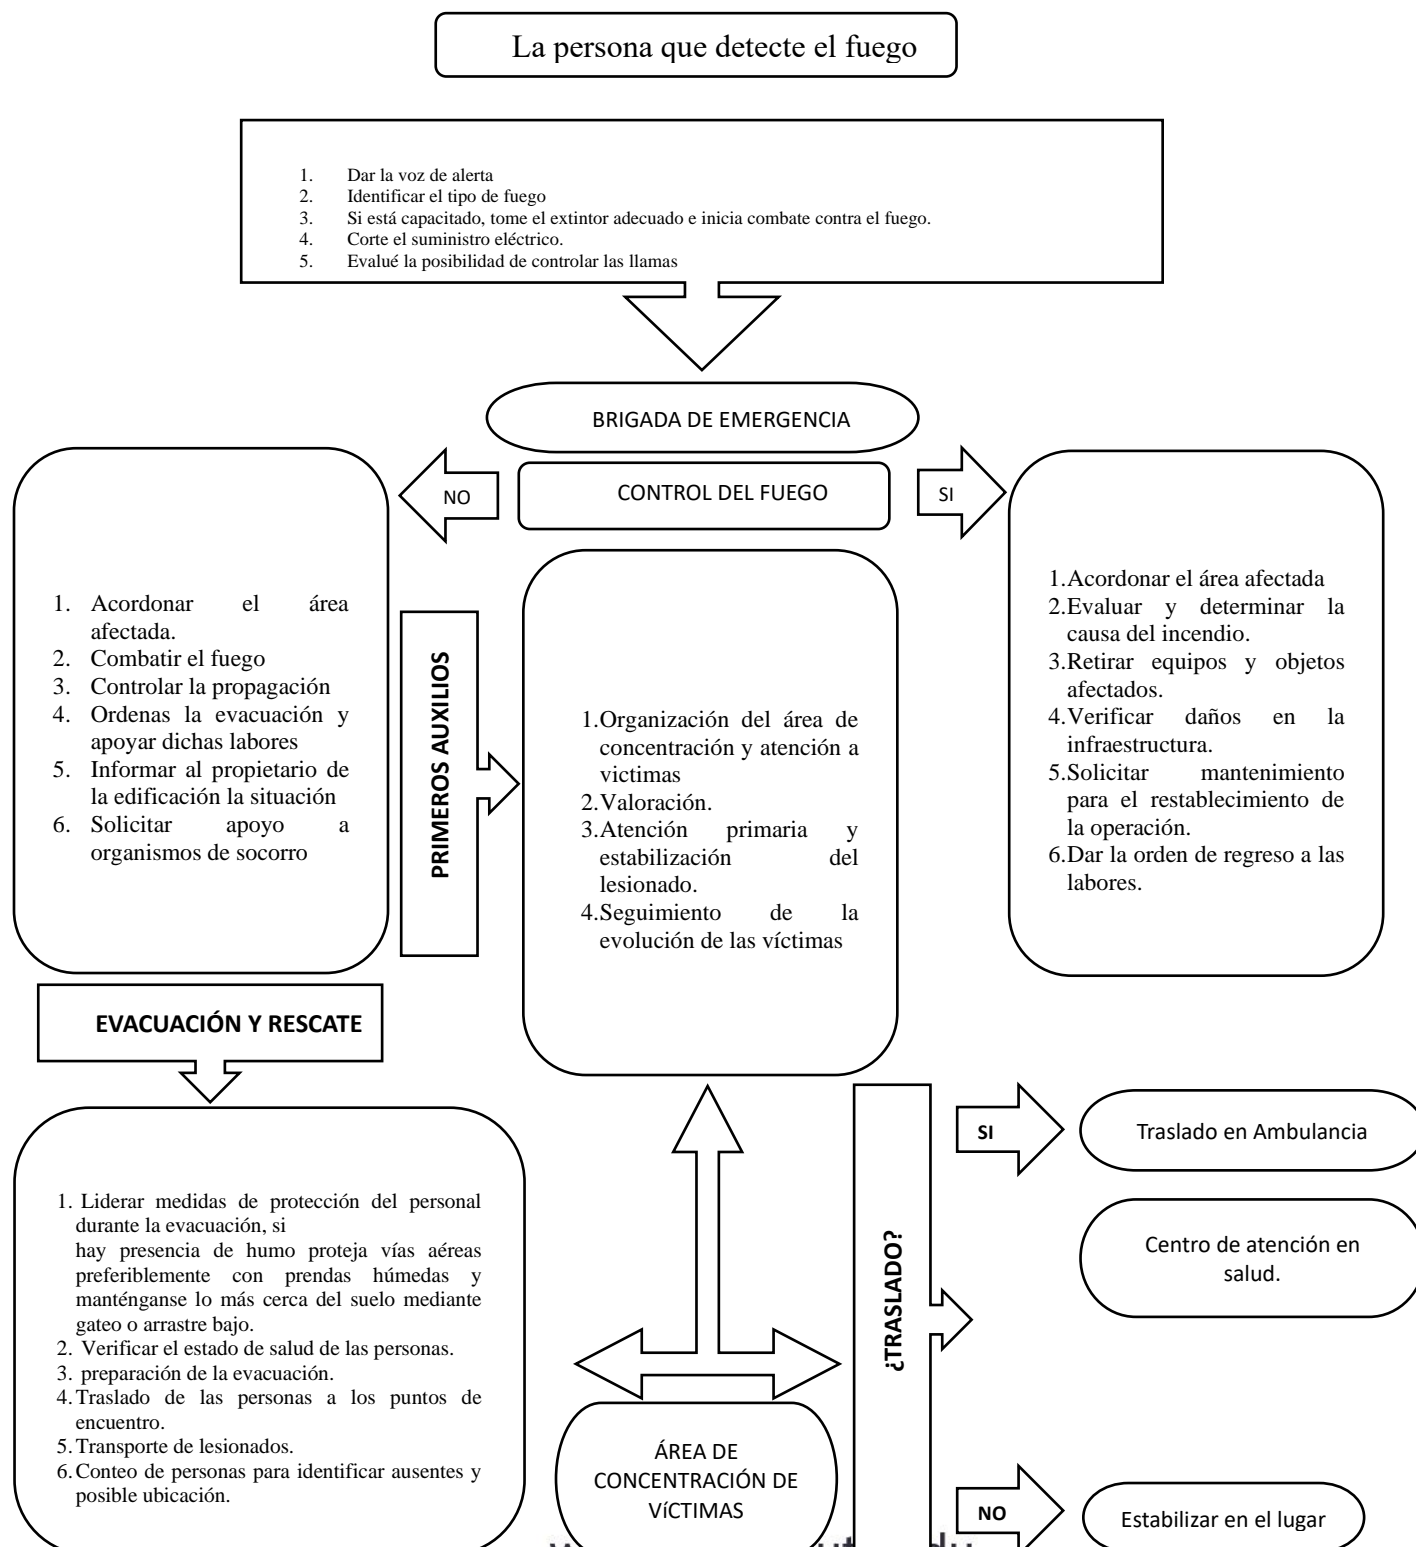 La persona que detecte el fuego
1. Dar la voz de alerta
2. Identificar el tipo de fuego
3. Si está capacitado, tome el extintor adecuado e inicia combate contra el fuego.
4. Corte el suministro eléctrico.
5. Evalué la posibilidad de controlar las llamas
BRIGADA DE EMERGENCIA
NO
CONTROL DEL FUEGO
SI
1. Acordonar el área
afectada.
2. Combatir el fuego
3. Controlar la propagación
4. Ordenas la evacuación y
apoyar dichas labores
5. Informar al propietario de
la edificación la situación
6. Solicitar apoyo a
organismos de socorro
PRIMEROS AUXILIOS
1.Organización del área de
concentración y atención a
victimas
2.Valoración.
3.Atención primaria y
estabilización del
lesionado.
4.Seguimiento de la
evolución de las víctimas
1.Acordonar el área afectada
2.Evaluar y determinar la
causa del incendio.
3.Retirar equipos y objetos
afectados.
4.Verificar daños en la
infraestructura.
5.Solicitar mantenimiento
para el restablecimiento de
la operación.
6.Dar la orden de regreso a las
labores.
EVACUACIÓN Y RESCATE
1. Liderar medidas de protección del personal
durante la evacuación, si
hay presencia de humo proteja vías aéreas
preferiblemente con prendas húmedas y
manténganse lo más cerca del suelo mediante
gateo o arrastre bajo.
2. Verificar el estado de salud de las personas.
3. preparación de la evacuación.
4. Traslado de las personas a los puntos de
encuentro.
5. Transporte de lesionados.
6. Conteo de personas para identificar ausentes y
posible ubicación.
ÁREA DE
CONCENTRACIÓN DE
VíCTIMAS
¿TRASLADO?
SI
Traslado en Ambulancia
Centro de atención en
salud.
NO
Estabilizar en el lugar